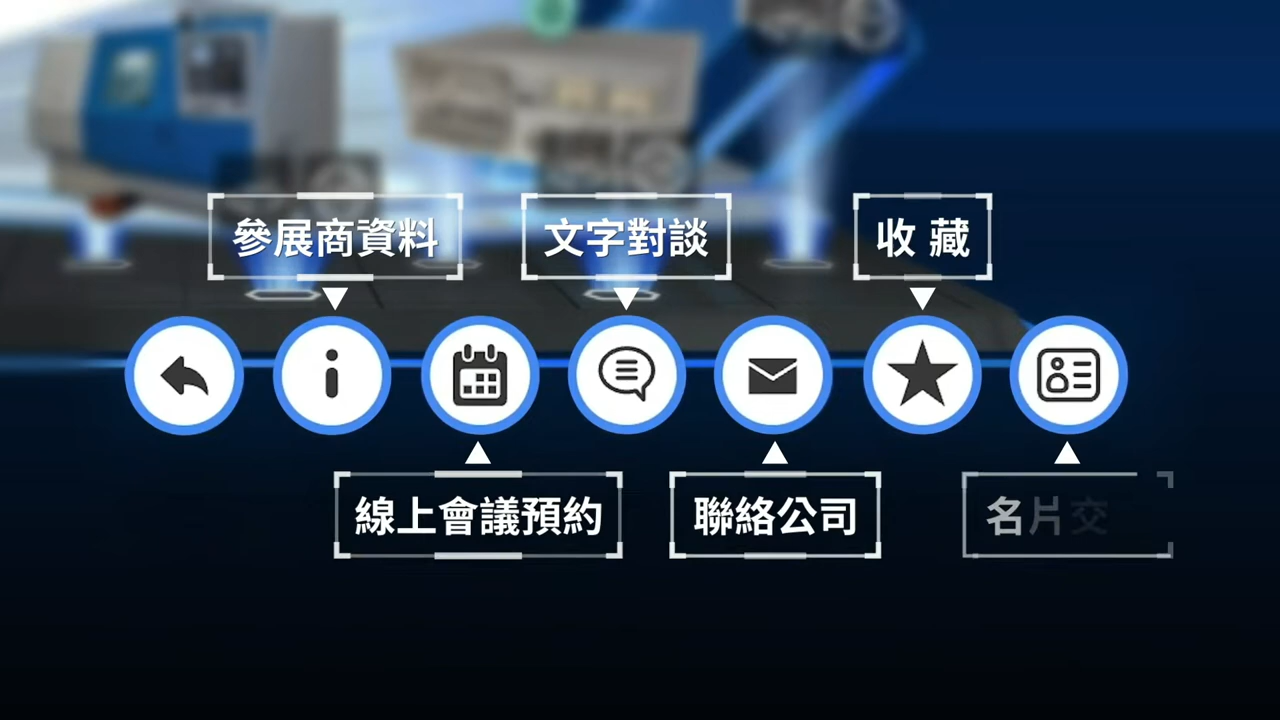 參展商資料
文字對談
收 藏
線上會議預約
聯絡公司
名片交